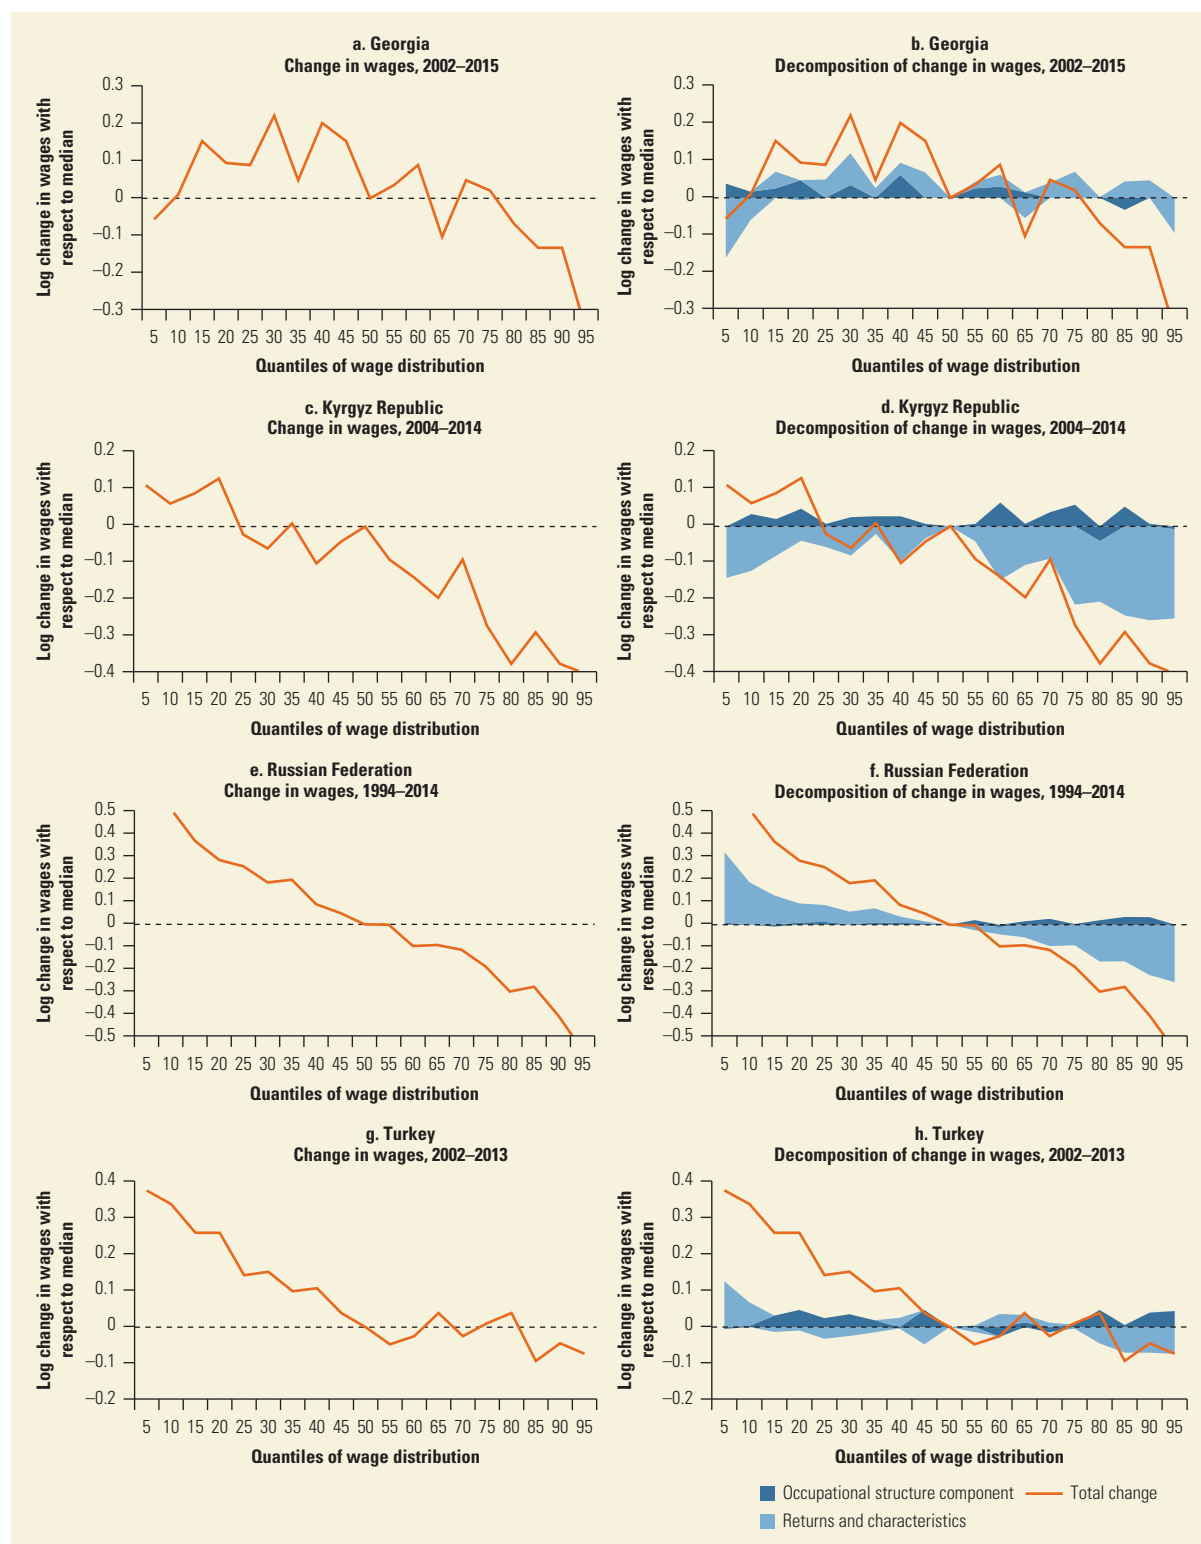 a. Georgia
Change in wages, 2002–2015
Log change in wages with
respect to median
0.3
0.2
0.1
0
–0.1
–0.2
–0.3
5 10 15 20 25 30 35 40 45 50 55 60 65 70 75 80 85 90 95
Quantiles of wage distribution
b. Georgia
Decomposition of change in wages, 2002–2015
Log change in wages with
respect to median
0.3
0.2
0.1
0
–0.1
–0.2
–0.3
5 10 15 20 25 30 35 40 45 50 55 60 65 70 75 80 85 90 95
Quantiles of wage distribution
c. Kyrgyz Republic
Change in wages, 2004–2014
Log change in wages with
respect to median
0.2
0.1
0
–0.1
–0.2
–0.3
–0.4
5 10 15 20 25 30 35 40 45 50 55 60 65 70 75 80 85 90 95
Quantiles of wage distribution
d. Kyrgyz Republic
Decomposition of change in wages, 2004–2014
Log change in wages with
respect to median
0.2
0.1
0
–0.1
–0.2
–0.3
–0.4
5 10 15 20 25 30 35 40 45 50 55 60 65 70 75 80 85 90 95
Quantiles of wage distribution
e. Russian Federation
Change in wages, 1994–2014
Log change in wages with
respect to median
0.5
0.4
0.3
0.2
0.1
0
–0.1
–0.2
–0.3
–0.4
–0.5
5 10 15 20 25 30 35 40 45 50 55 60 65 70 75 80 85 90 95
Quantiles of wage distribution
f. Russian Federation
Decomposition of change in wages, 1994–2014
Log change in wages with
respect to median
0.5
0.4
0.3
0.2
0.1
0
–0.1
–0.2
–0.3
–0.4
–0.5
5 10 15 20 25 30 35 40 45 50 55 60 65 70 75 80 85 90 95
Quantiles of wage distribution
g. Turkey
Change in wages, 2002–2013
Log change in wages with
respect to median
0.4
0.3
0.2
0.1
0
–0.1
–0.2
5 10 15 20 25 30 35 40 45 50 55 60 65 70 75 80 85 90 95
Quantiles of wage distribution
h. Turkey
Decomposition of change in wages, 2002–2013
Log change in wages with
respect to median
0.4
0.3
0.2
0.1
0
–0.1
–0.2
5 10 15 20 25 30 35 40 45 50 55 60 65 70 75 80 85 90 95
Quantiles of wage distribution
Occupational structure component
Total change
Returns and characteristics